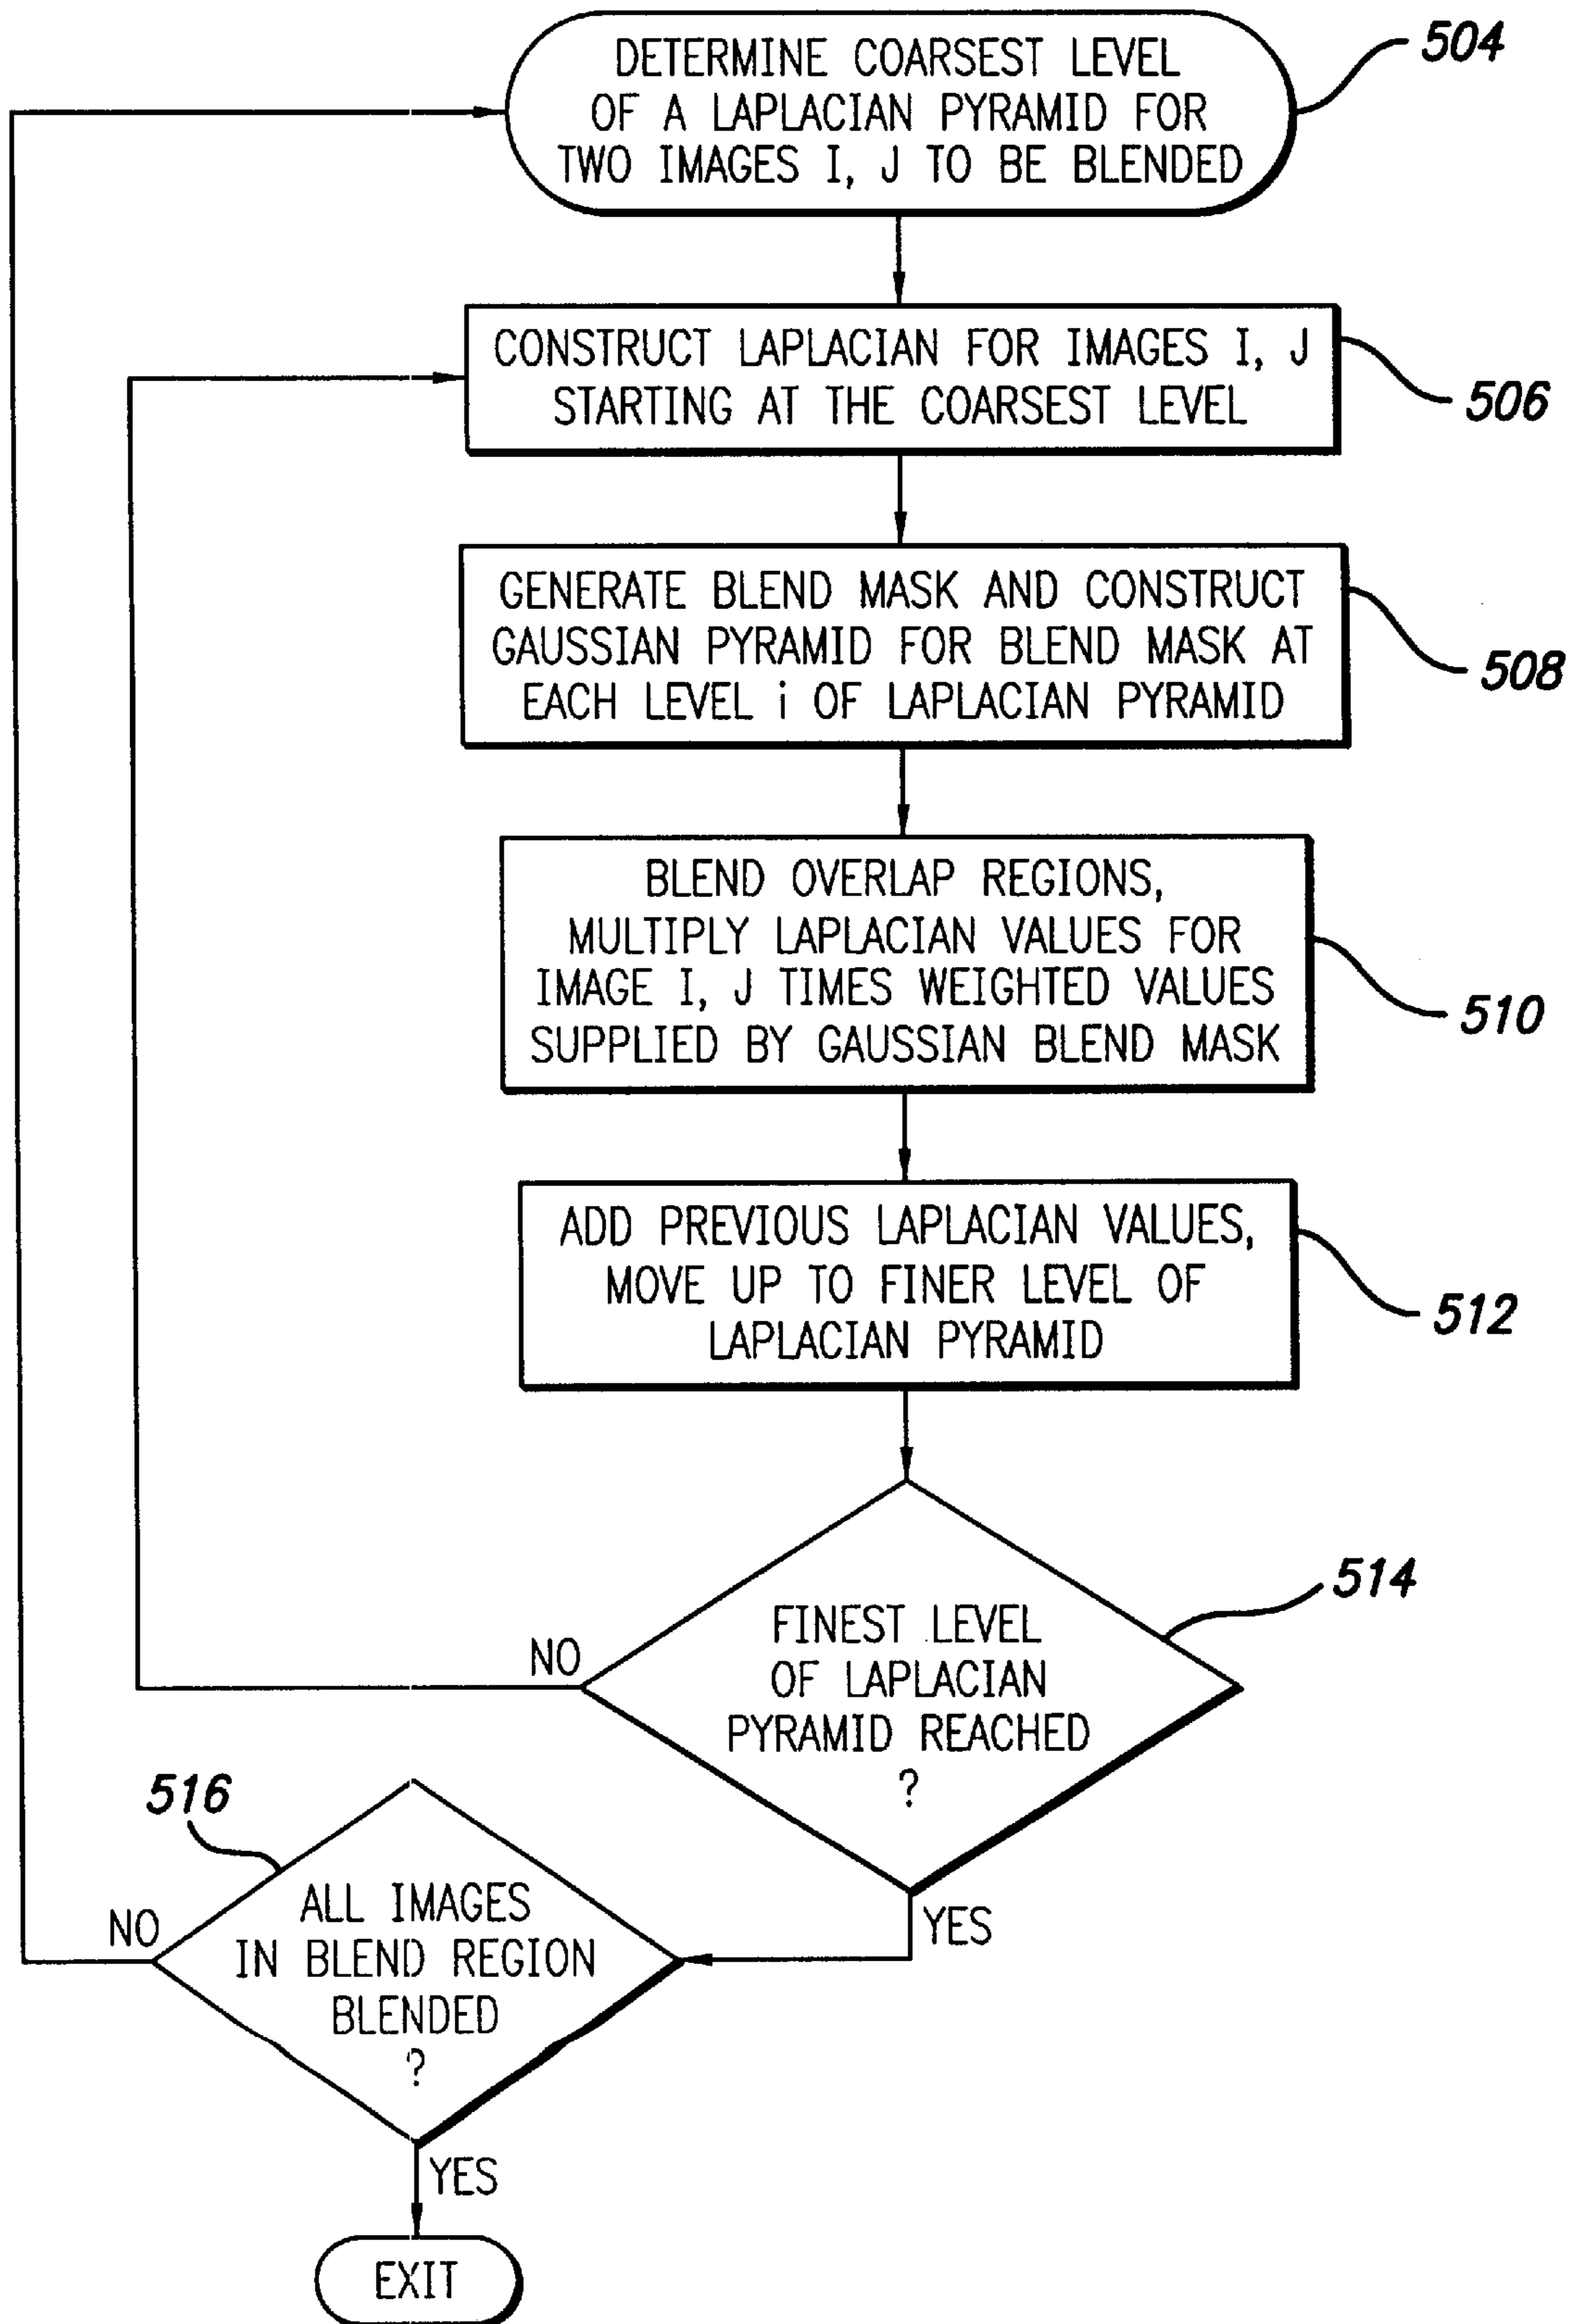 DETERMINE COARSEST LEVEL
OF A LAPLACIAN PYRAMID FOR
TWO IMAGES I, J TO BE BLENDED
504
CONSTRUCT LAPLACIAN FOR IMAGES I, J
STARTING AT THE COARSEST LEVEL
506
GENERATE BLEND MASK AND CONSTRUCT
GAUSSIAN PYRAMID FOR BLEND MASK AT
EACH LEVEL i OF LAPLACIAN PYRAMID
508
BLEND OVERLAP REGIONS,
MULTIPLY LAPLACIAN VALUES FOR
IMAGE I, J TIMES WEIGHTED VALUES
SUPPLIED BY GAUSSIAN BLEND MASK
510
ADD PREVIOUS LAPLACIAN VALUES,
MOVE UP TO FINER LEVEL OF
LAPLACIAN PYRAMID
512
FINEST LEVEL
OF LAPLACIAN
PYRAMID REACHED
?
514
NO
YES
516
ALL IMAGES
IN BLEND REGION
BLENDED
?
NO
YES
EXIT